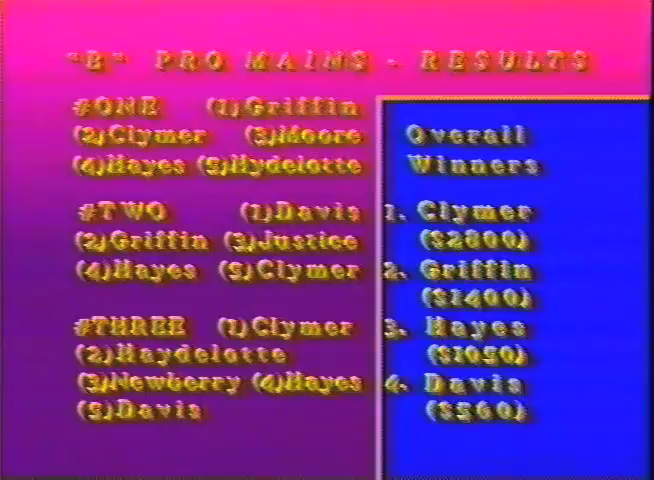 "B" PRO MAINS - RESULTS
#ONE (1)Griffin
(2)Clymer (3)Moore
(4)Hayes (5)Hydelotte
#TWO (1)Davis
(2)Griffin (3)Justice
(4)Hayes (5)Clymer
#THREE (1)Clymer
(2)Haydelotte
(3)Newberry (4)Hayes
(5)Davis
Overall
Winners
1. Clymer
($2800)
2. Griffin
($1400)
3. Hayes
($1050)
4. Davis
($560)